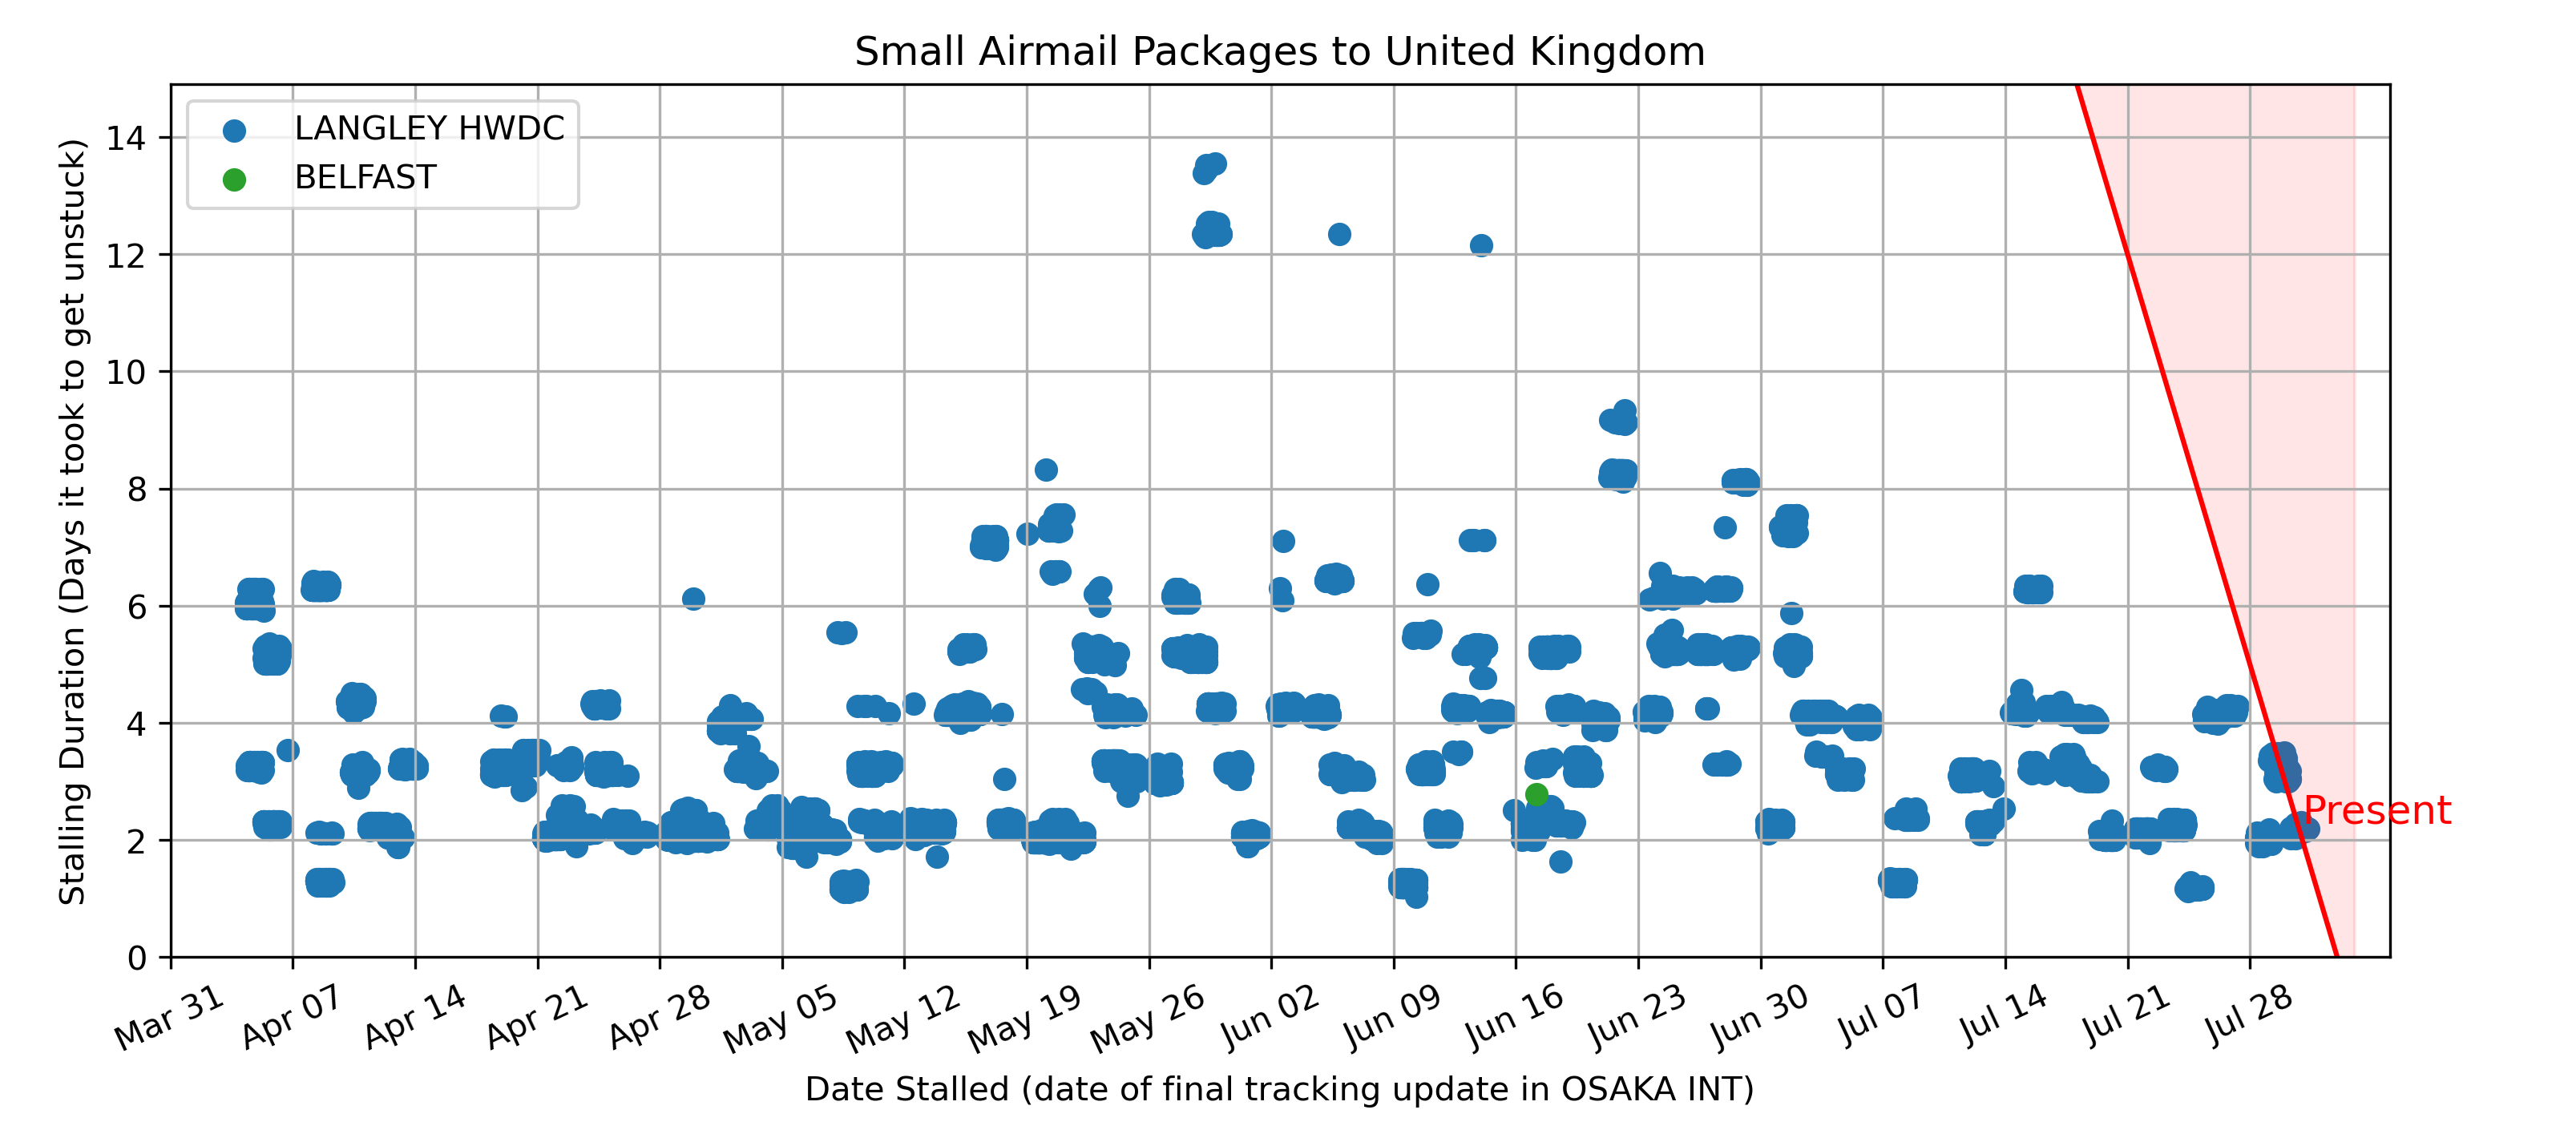 Small Airmail Packages to United Kingdom
LANGLEY HWDC
BELFAST
Stalling Duration (Days it took to get unstuck)
14
12
10
8
6
4
2
0
Present
Mar 31
Apr 07
Apr 14
Apr 21
Apr 28
May 05
May 12
May 19
May 26
Jun 02
Jun 09
Jun 16
Jun 23
Jun 30
Jul 07
Jul 14
Jul 21
Jul 28
Date Stalled (date of final tracking update in OSAKA INT)